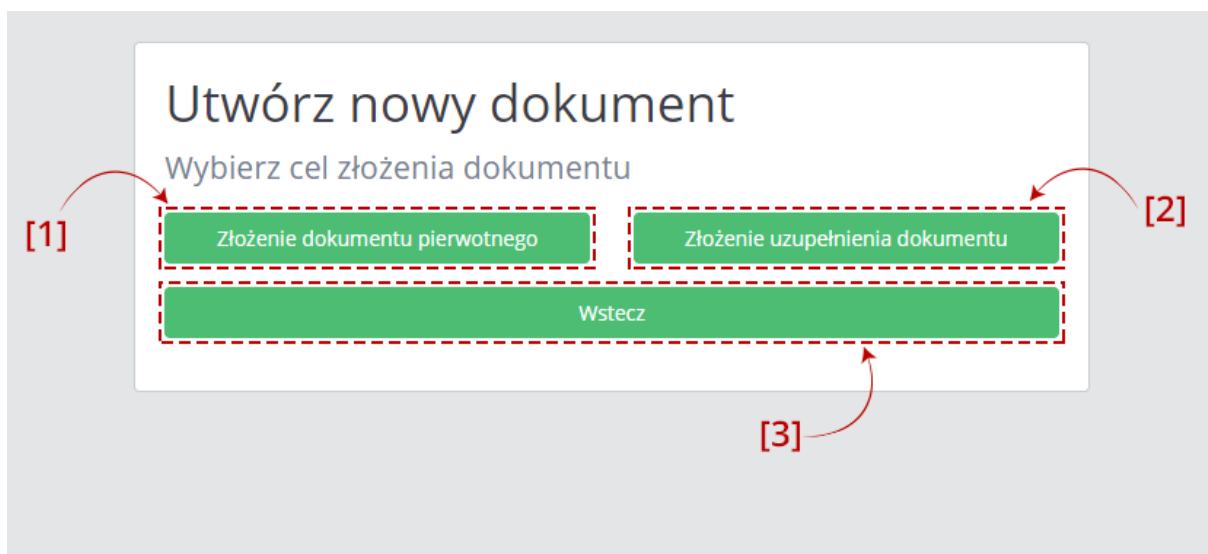 Utwórz nowy dokument
Wybierz cel złożenia dokumentu
[1]
[2]
Złożenie dokumentu pierwotnego
Złożenie uzupełnienia dokumentu
Wstecz
[3]